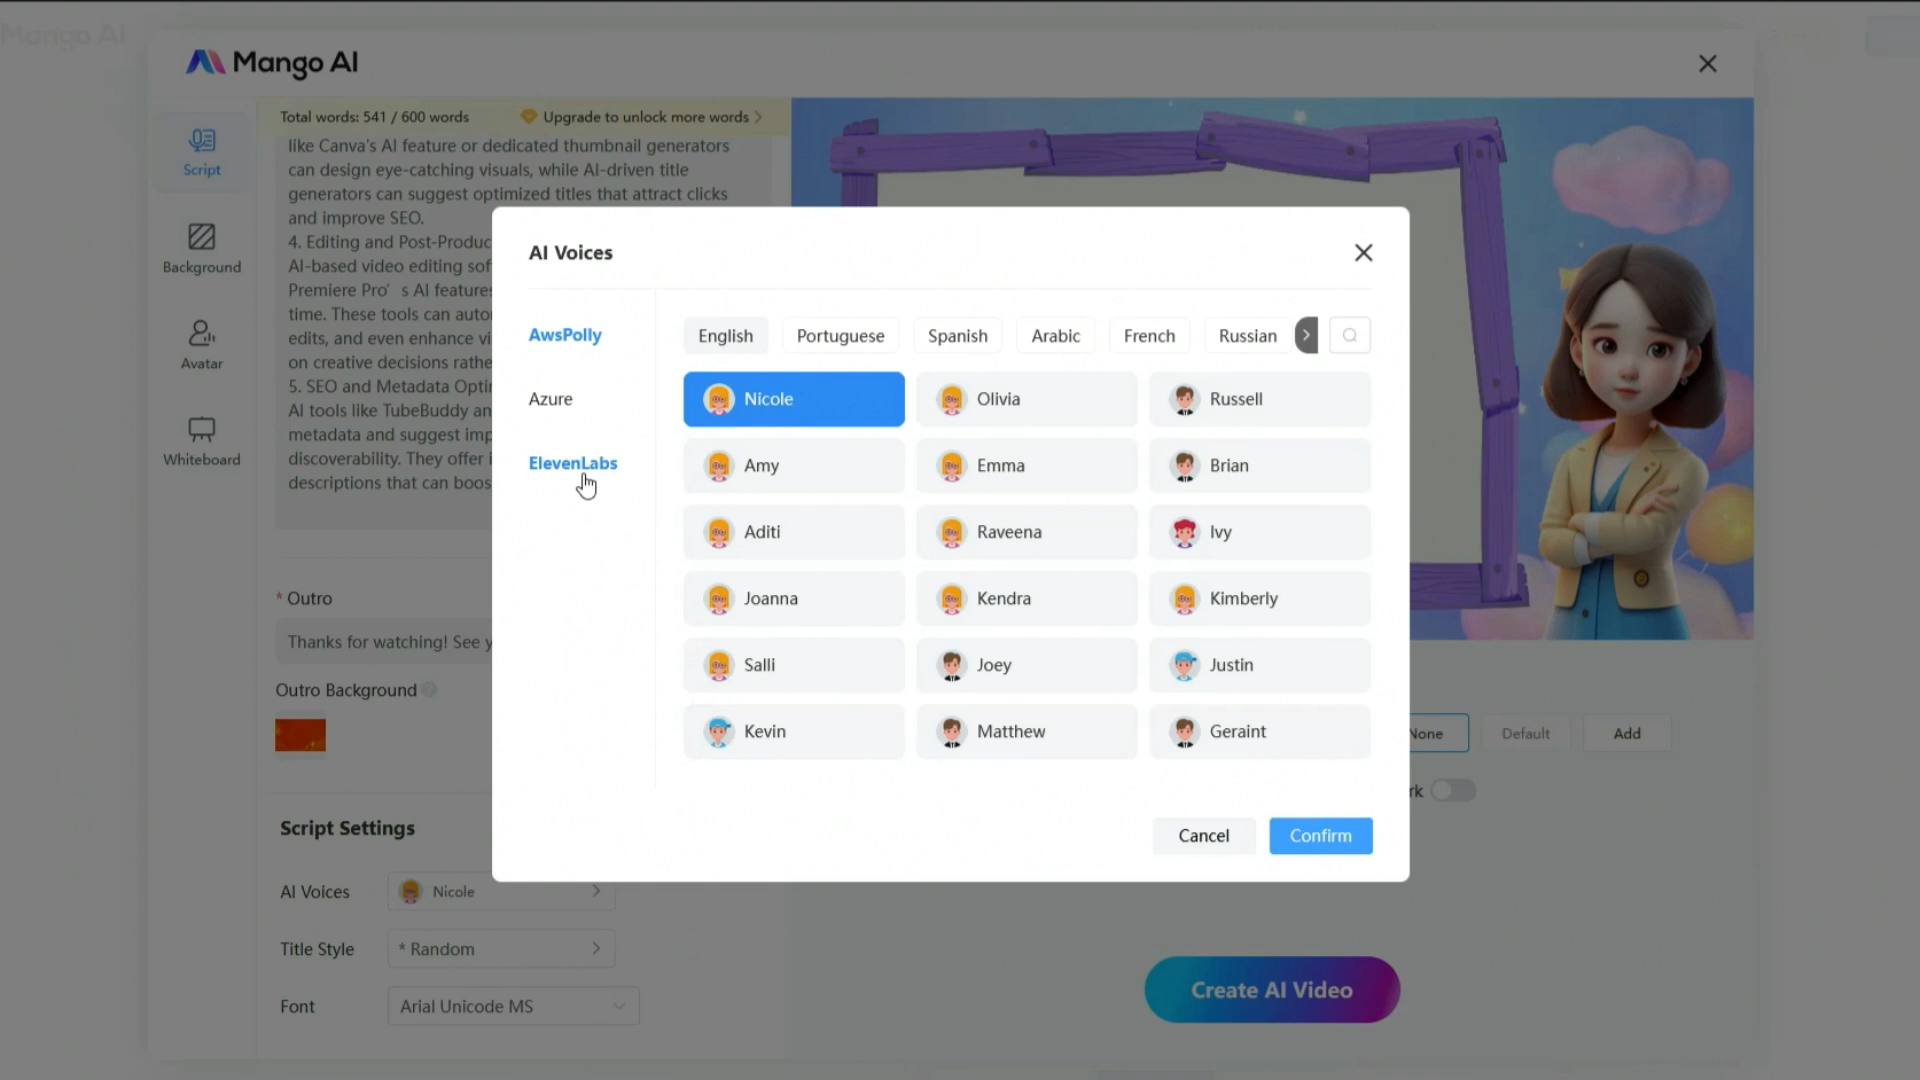 Mango AI
Mango AI
Total words: 541 / 600 words
Upgrade to unlock more words
like Canva's AI feature or dedicated thumbnail generators
can design eye-catching visuals, while AI-driven title
generators can suggest optimized titles that attract clicks
and improve SEO.
4. Editing and Post-Produc
AI-based video editing sof
Premiere Pro' s AI features
time. These tools can auto
edits, and even enhance vi
on creative decisions rathe
5. SEO and Metadata Optir
AI tools like TubeBuddy an
metadata and suggest imp
discoverability. They offer i
descriptions that can boos
Script
Background
Avatar
Whiteboard
* Outro
Thanks for watching! See y
Outro Background
Script Settings
AI Voices
Nicole
Title Style
* Random
Font
Arial Unicode MS
AI Voices
AwsPolly
Azure
ElevenLabs
English
Portuguese
Spanish
Arabic
French
Russian
Nicole
Olivia
Russell
Amy
Emma
Brian
Aditi
Raveena
Ivy
Joanna
Kendra
Kimberly
Salli
Joey
Justin
Kevin
Matthew
Geraint
Cancel
Confirm
None
Default
Add
rk
Create AI Video